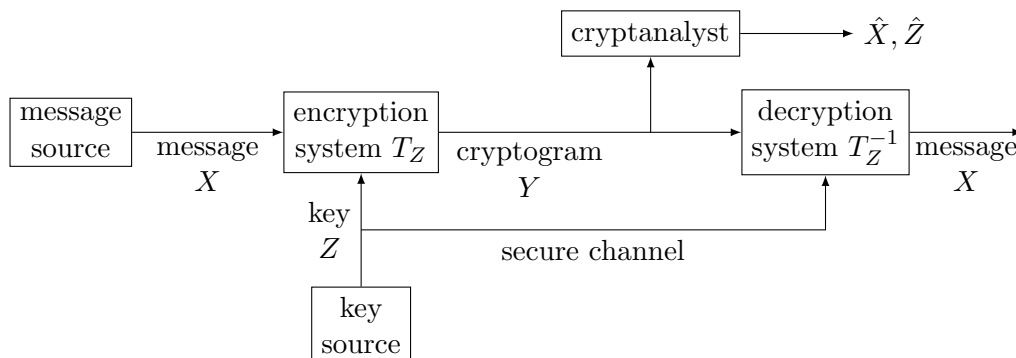 cryptanalyst
X̂, Ẑ
message
source
message
X
encryption
system T_Z
cryptogram
Y
decryption
system T_Z^{-1}
message
X
key
Z
secure channel
key
source